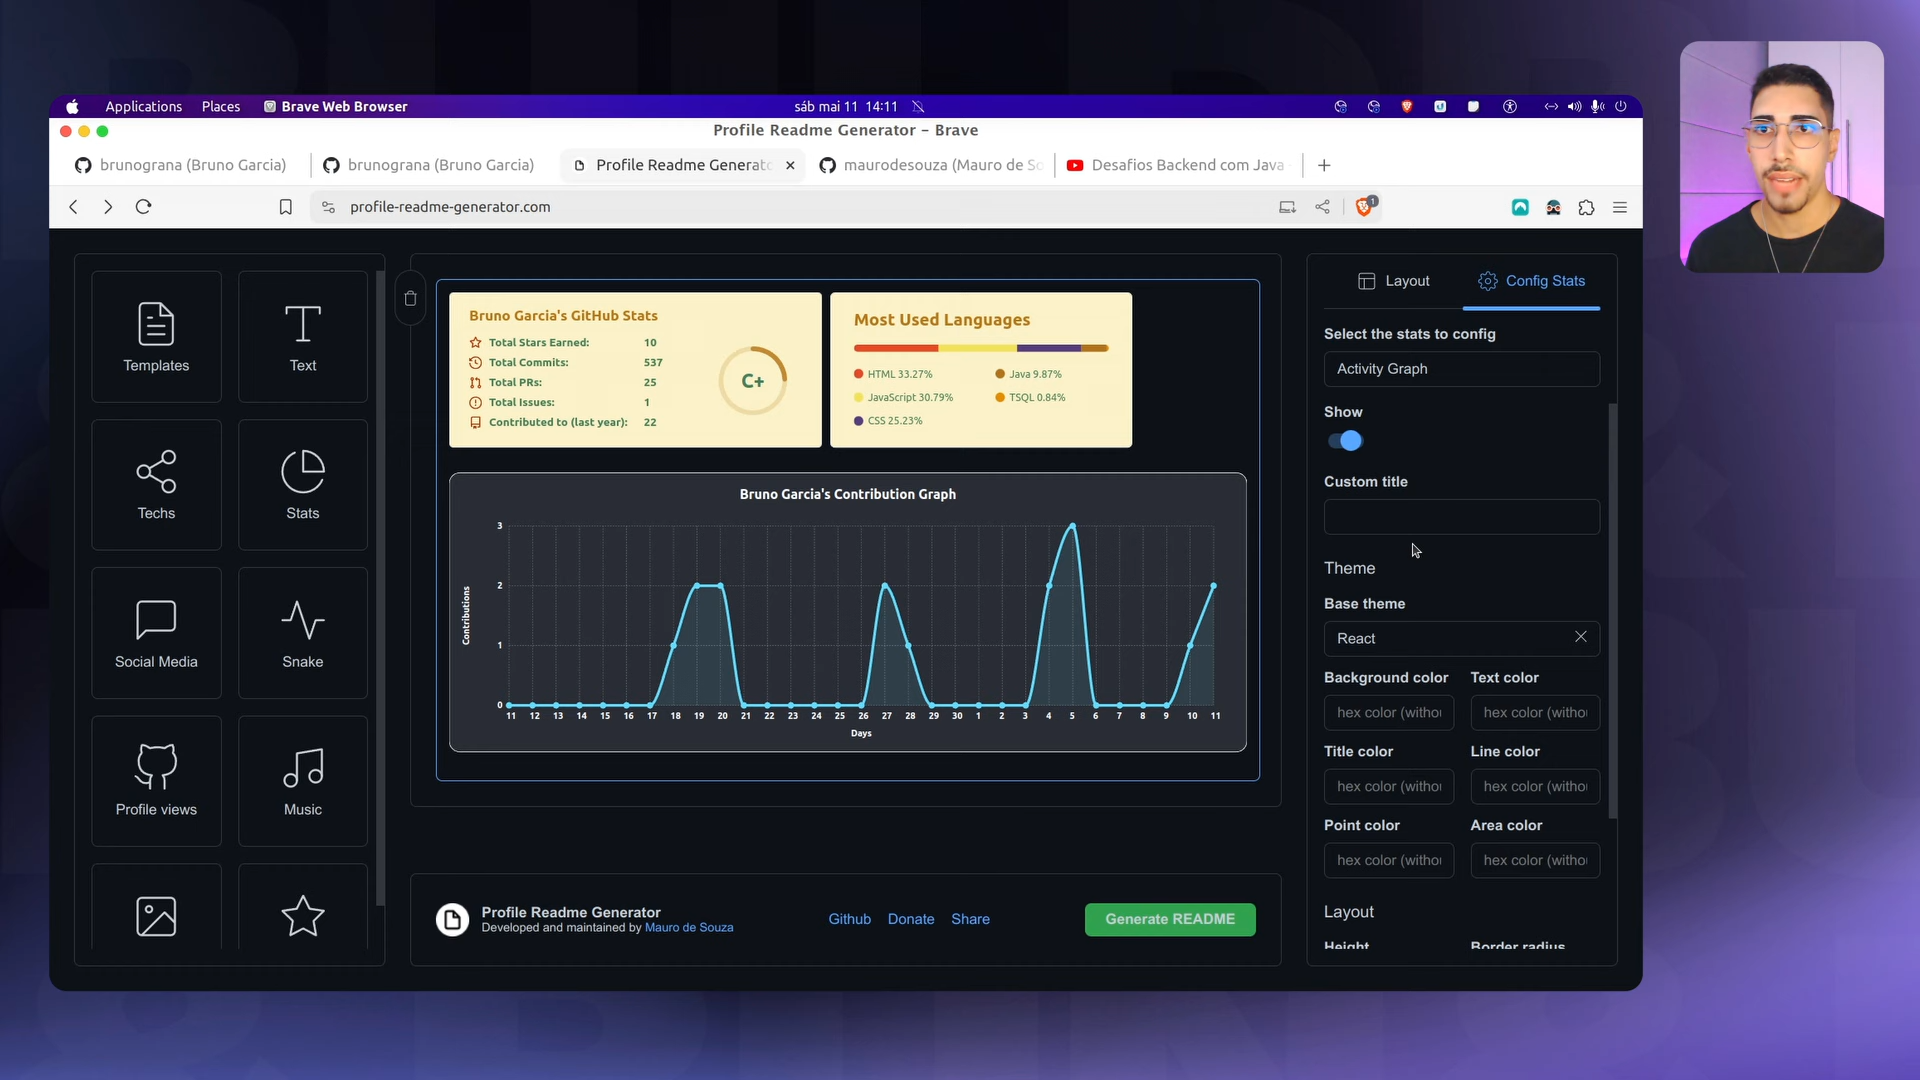 Applications Places Brave Web Browser
sáb mai 11 14:11
Profile Readme Generator – Brave
brunograna (Bruno Garcia)
brunograna (Bruno Garcia)
Profile Readme Generato
maurodesouza (Mauro de So
Desafios Backend com Java
profile-readme-generator.com
1
Templates
Text
Techs
Stats
Social Media
Snake
Profile views
Music
Bruno Garcia's GitHub Stats
Total Stars Earned: 10
Total Commits: 537
Total PRs: 25
Total Issues: 1
Contributed to (last year): 22
C+
Most Used Languages
HTML 33.27%
Java 9.87%
JavaScript 30.79%
TSQL 0.84%
CSS 25.23%
Bruno Garcia's Contribution Graph
3
2
1
0
Contributions
11 12 13 14 15 16 17 18 19 20 21 22 23 24 25 26 27 28 29 30 1 2 3 4 5 6 7 8 9 10 11
Days
Profile Readme Generator
Developed and maintained by Mauro de Souza
Github Donate Share
Generate README
Layout
Config Stats
Select the stats to config
Activity Graph
Show
Custom title
Theme
Base theme
React
Background color Text color
hex color (withou hex color (withou
Title color Line color
hex color (withou hex color (withou
Point color Area color
hex color (withou hex color (withou
Layout
Height Border radius